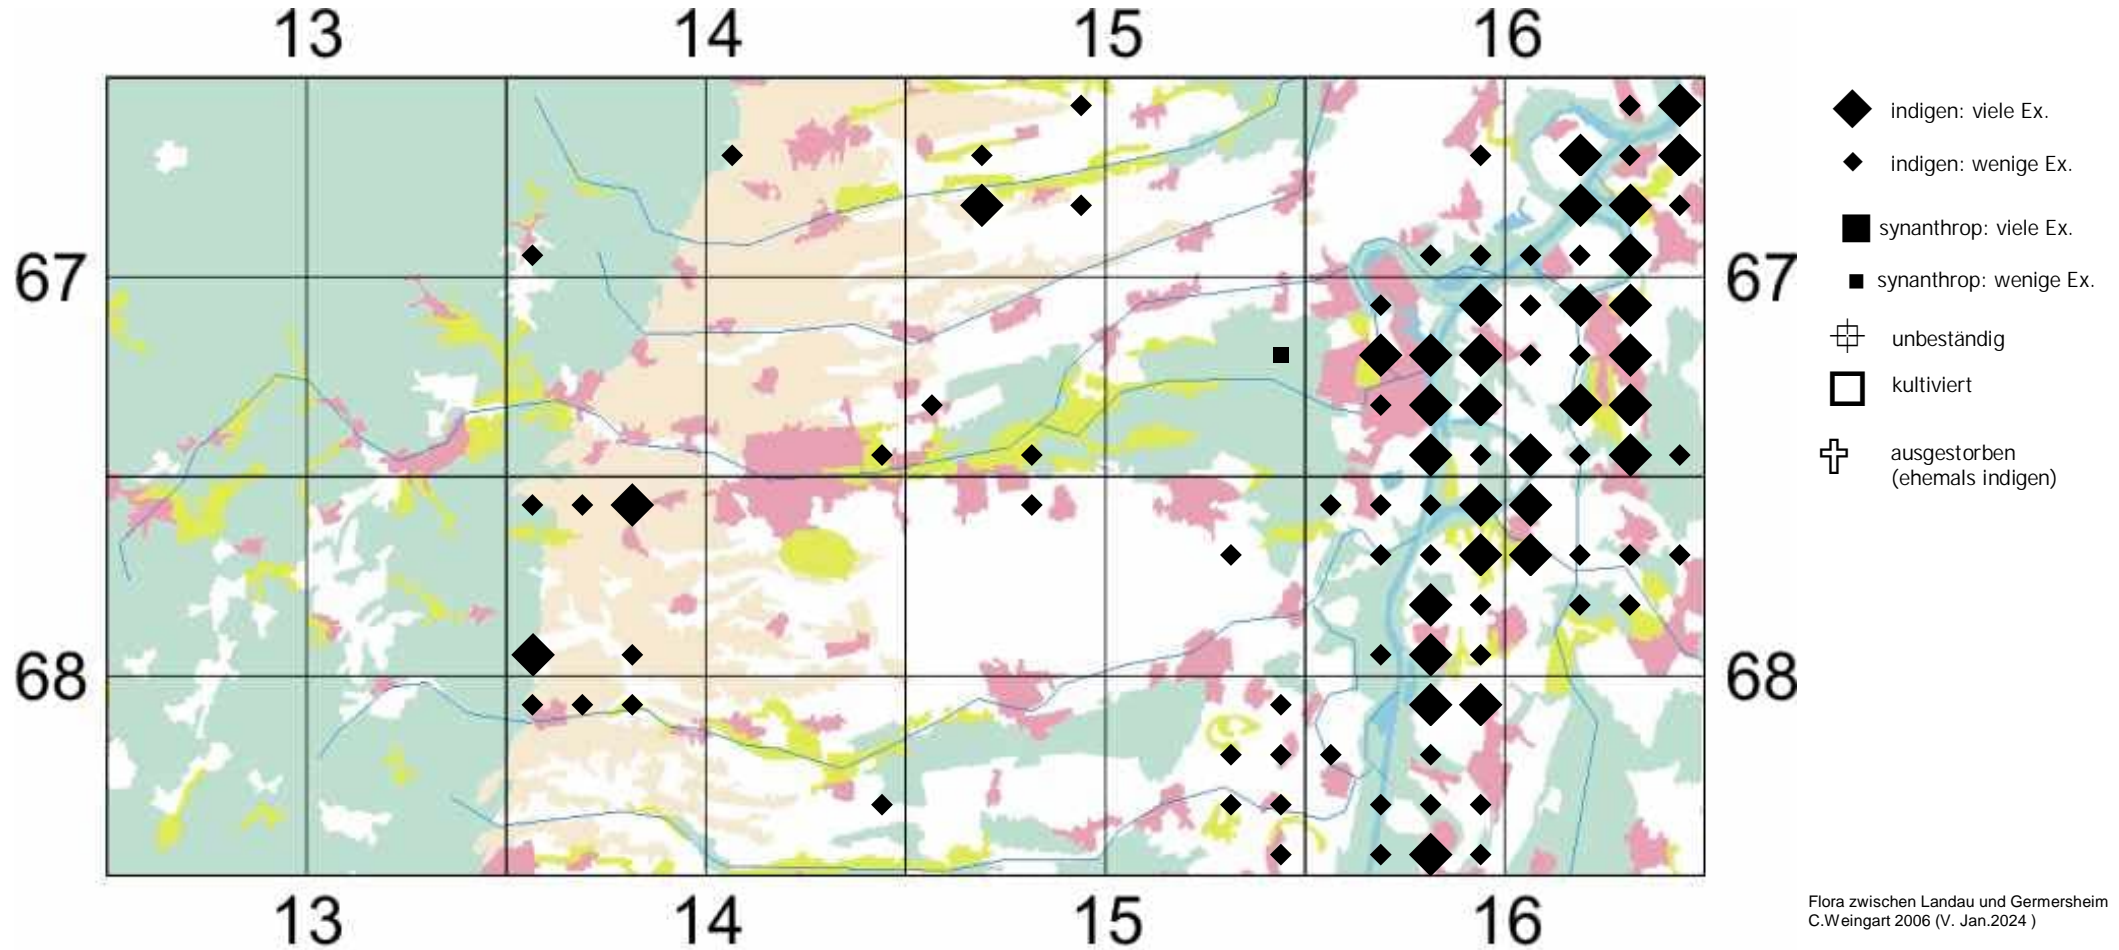 13 14 15 16
67 67
68 68
13 14 15 16
indigen: viele Ex.
indigen: wenige Ex.
synanthrop: viele Ex.
synanthrop: wenige Ex.
unbeständig
kultiviert
ausgestorben
(ehemals indigen)
Flora zwischen Landau und Germersheim
C.Weingart 2006 (V. Jan.2024 )